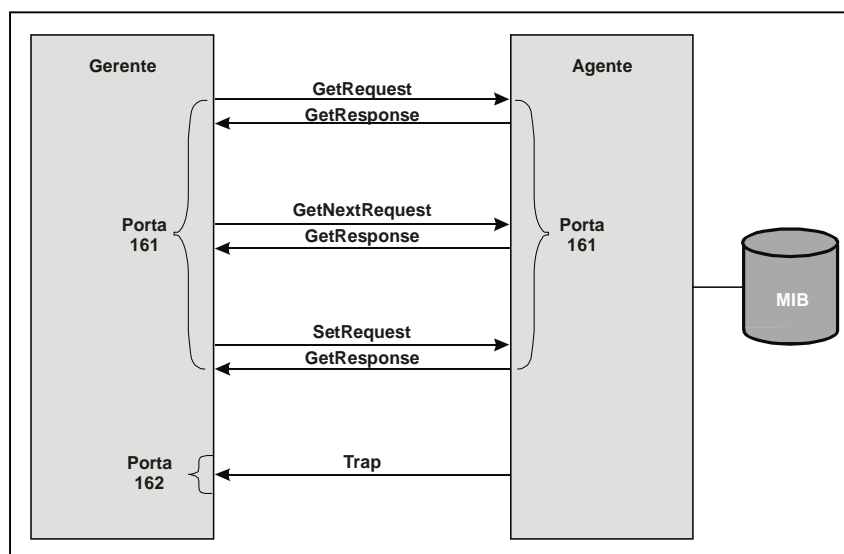 Gerente
Agente
GetRequest
GetResponse
GetNextRequest
GetResponse
Porta
161
Porta
161
MIB
SetRequest
GetResponse
Trap
Porta
162